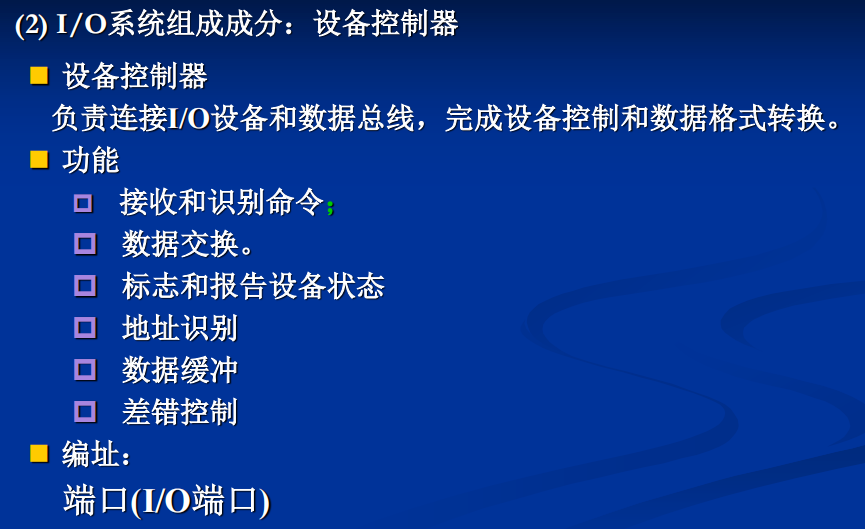 (2) I/O系统组成成分：设备控制器
设备控制器
负责连接I/O设备和数据总线，完成设备控制和数据格式转换。
功能
接收和识别命令；
数据交换。
标志和报告设备状态
地址识别
数据缓冲
差错控制
编址：
端口(I/O端口)